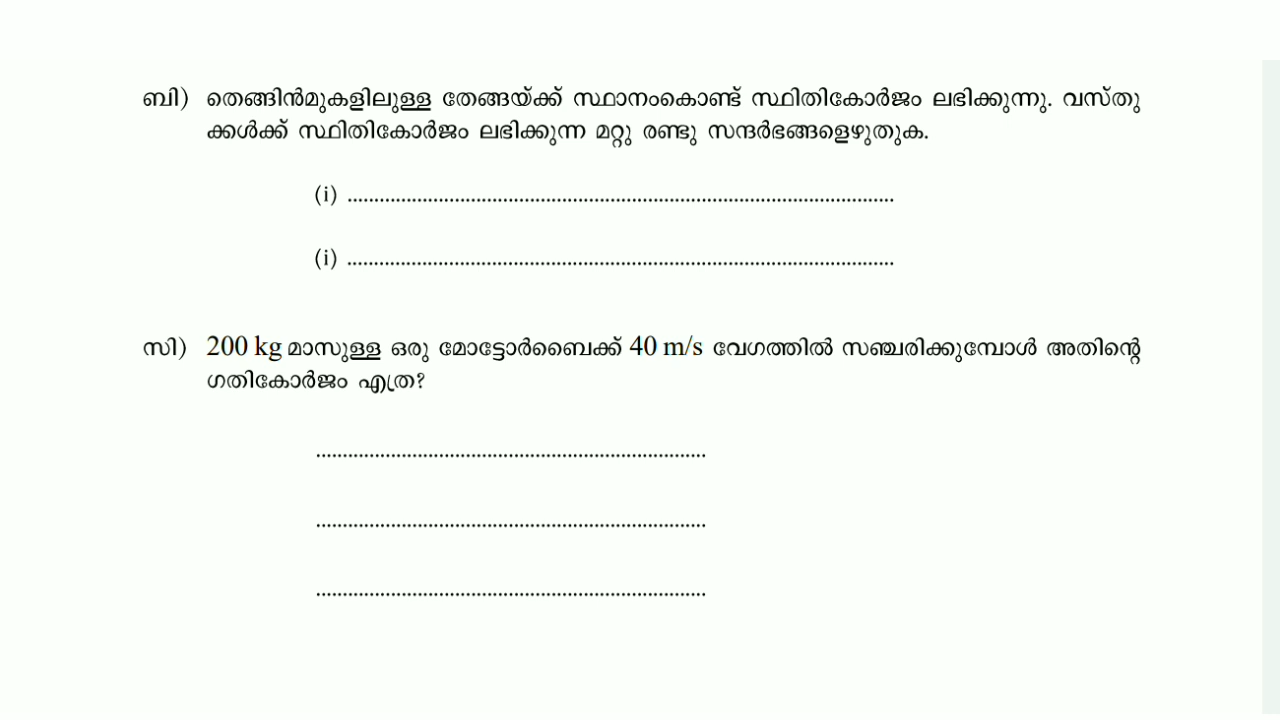 ബി) തെങ്ങിൻമുകളിലുള്ള തേങ്ങയ്ക്ക് സ്ഥാനംകൊണ്ട് സ്ഥിതികോർജം ലഭിക്കുന്നു. വസ്തു
ക്കൾക്ക് സ്ഥിതികോർജം ലഭിക്കുന്ന മറ്റു രണ്ടു സന്ദർഭങ്ങളെഴുതുക.
(i) ......................................................................................................
(i) ......................................................................................................
സി) 200 kg മാസുള്ള ഒരു മോട്ടോർബൈക്ക് 40 m/s വേഗത്തിൽ സഞ്ചരിക്കുമ്പോൾ അതിന്റെ
ഗതികോർജം എത്ര?
.........................................................................
.........................................................................
.........................................................................